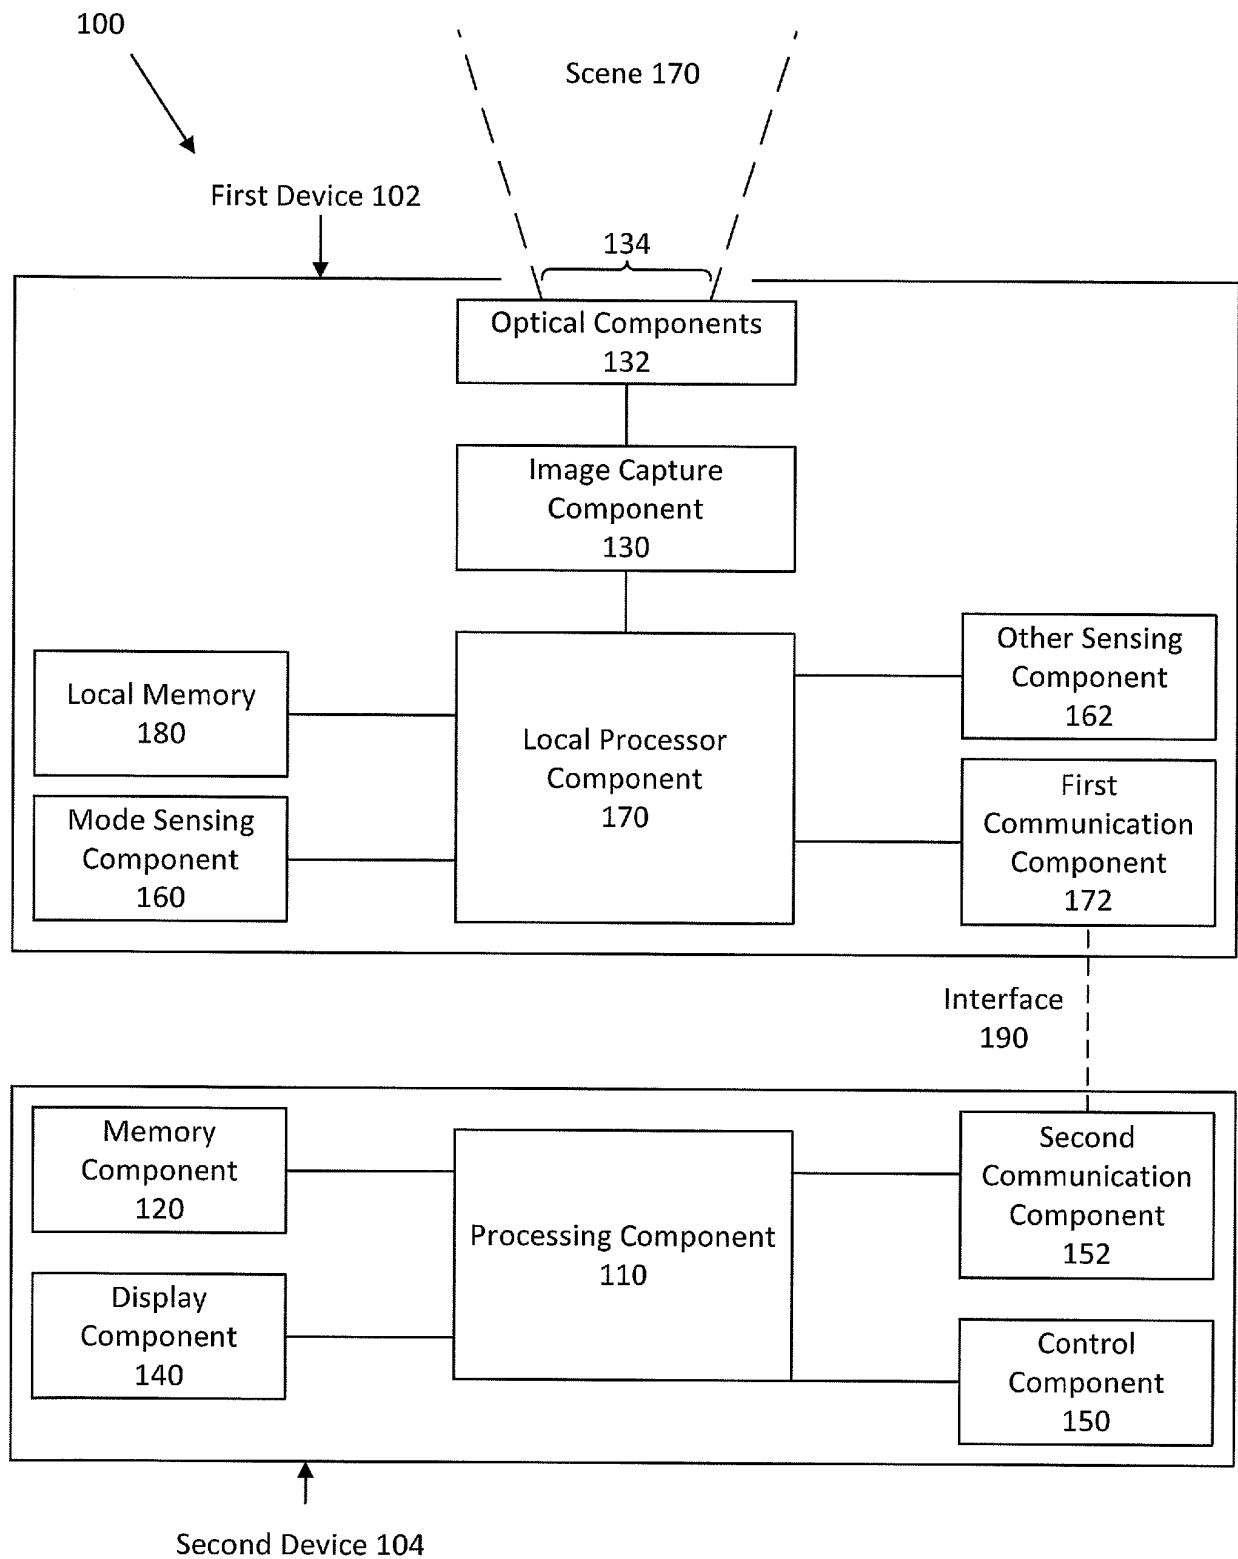 100
Scene 170
First Device 102
134
Optical Components
132
Image Capture
Component
130
Local Memory
180
Mode Sensing
Component
160
Local Processor
Component
170
Other Sensing
Component
162
First
Communication
Component
172
Interface
190
Memory
Component
120
Display
Component
140
Processing Component
110
Second
Communication
Component
152
Control
Component
150
Second Device 104